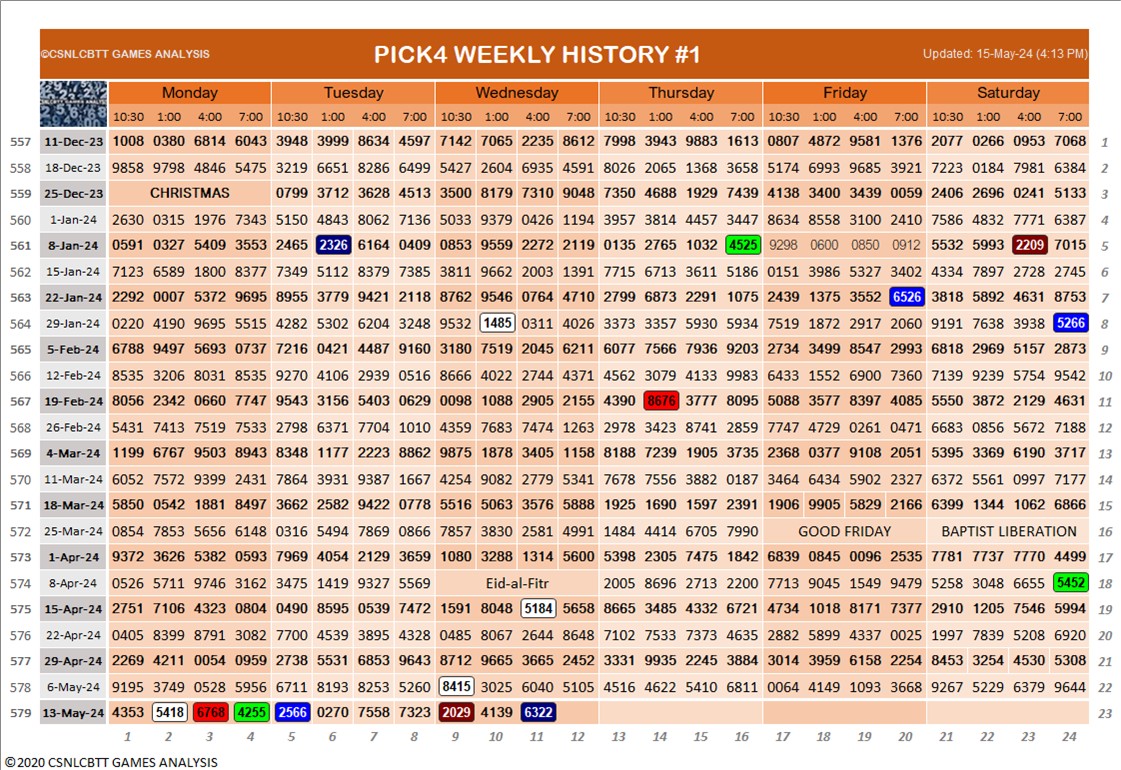 ©CSNLCBTT GAMES ANALYSIS PICK4 WEEKLY HISTORY #1 Updated: 15-May-24 (4:13 PM)
CSNLCBTT GAMES ANALYSIS Monday Tuesday Wednesday Thursday Friday Saturday
10:30 1:00 4:00 7:00 10:30 1:00 4:00 7:00 10:30 1:00 4:00 7:00 10:30 1:00 4:00 7:00 10:30 1:00 4:00 7:00 10:30 1:00 4:00 7:00
557 11-Dec-23 1008 0380 6814 6043 3948 3999 8634 4597 7142 7065 2235 8612 7998 3943 9883 1613 0807 4872 9581 1376 2077 0266 0953 7068 1
558 18-Dec-23 9858 9798 4846 5475 3219 6651 8286 6499 5427 2604 6935 4591 8026 2065 1368 3658 5174 6993 9685 3921 7223 0184 7981 6384 2
559 25-Dec-23 CHRISTMAS 0799 3712 3628 4513 3500 8179 7310 9048 7350 4688 1929 7439 4138 3400 3439 0059 2406 2696 0241 5133 3
560 1-Jan-24 2630 0315 1976 7343 5150 4843 8062 7136 5033 9379 0426 1194 3957 3814 4457 3447 8634 8558 3100 2410 7586 4832 7771 6387 4
561 8-Jan-24 0591 0327 5409 3553 2465 2326 6164 0409 0853 9559 2272 2119 0135 2765 1032 4525 9298 0600 0850 0912 5532 5993 2209 7015 5
562 15-Jan-24 7123 6589 1800 8377 7349 5112 8379 7385 3811 9662 2003 1391 7715 6713 3611 5186 0151 3986 5327 3402 4334 7897 2728 2745 6
563 22-Jan-24 2292 0007 5372 9695 8955 3779 9421 2118 8762 9546 0764 4710 2799 6873 2291 1075 2439 1375 3552 6526 3818 5892 4631 8753 7
564 29-Jan-24 0220 4190 9695 5515 4282 5302 6204 3248 9532 1485 0311 4026 3373 3357 5930 5934 7519 1872 2917 2060 9191 7638 3938 5266 8
565 5-Feb-24 6788 9497 5693 0737 7216 0421 4487 9160 3180 7519 2045 6211 6077 7566 7936 9203 2734 3499 8547 2993 6818 2969 5157 2873 9
566 12-Feb-24 8535 3206 8031 8535 9270 4106 2939 0516 8666 4022 2744 4371 4562 3079 4133 9983 6433 1552 6900 7360 7139 9239 5754 9542 10
567 19-Feb-24 8056 2342 0660 7747 9543 3156 5403 0629 0098 1088 2905 2155 4390 8676 3777 8095 5088 3577 8397 4085 5550 3872 2129 4631 11
568 26-Feb-24 5431 7413 7519 7533 2798 6371 7704 1010 4359 7683 7474 1263 2978 3423 8741 2859 7747 4729 0261 0471 6683 0856 5672 7188 12
569 4-Mar-24 1199 6767 9503 8943 8348 1177 2223 8862 9875 1878 3405 1158 8188 7239 1905 3735 2368 0377 9108 2051 5395 3369 6190 3717 13
570 11-Mar-24 6052 7572 9399 2431 7864 3931 9387 1667 4254 9082 2779 5341 7678 7556 3882 0187 3464 6434 5902 2327 6372 5561 0997 7177 14
571 18-Mar-24 5850 0542 1881 8497 3662 2582 9422 0778 5516 5063 3576 5888 1925 1690 1597 2391 1906 9905 5829 2166 6399 1344 1062 6866 15
572 25-Mar-24 0854 7853 5656 6148 0316 5494 7869 0866 7857 3830 2581 4991 1484 4414 6705 7990 GOOD FRIDAY BAPTIST LIBERATION 16
573 1-Apr-24 9372 3626 5382 0593 7969 4054 2129 3659 1080 3288 1314 5600 5398 2305 7475 1842 6839 0845 0096 2535 7781 7737 7770 4499 17
574 8-Apr-24 0526 5711 9746 3162 3475 1419 9327 5569 Eid-al-Fitr 2005 8696 2713 2200 7713 9045 1549 9479 5258 3048 6655 5452 18
575 15-Apr-24 2751 7106 4323 0804 0490 8595 0539 7472 1591 8048 5184 5658 8665 3485 4332 6721 4734 1018 8171 7377 2910 1205 7546 5994 19
576 22-Apr-24 0405 8399 8791 3082 7700 4539 3895 4328 0485 8067 2644 8648 7102 7533 7373 4635 2882 5899 4337 0025 1997 7839 5208 6920 20
577 29-Apr-24 2269 4211 0054 0959 2738 5531 6853 9643 8712 9665 3665 2452 3331 9935 2245 3884 3014 3959 6158 2254 8453 3254 4530 5308 21
578 6-May-24 9195 3749 0528 5956 6711 8193 8253 5260 8415 3025 6040 5105 4516 4622 5410 6811 0064 4149 1093 3668 9267 5229 6379 9644 22
579 13-May-24 4353 5418 6768 4255 2566 0270 7558 7323 2029 4139 6322 23
1 2 3 4 5 6 7 8 9 10 11 12 13 14 15 16 17 18 19 20 21 22 23 24
©2020 CSNLCBTT GAMES ANALYSIS